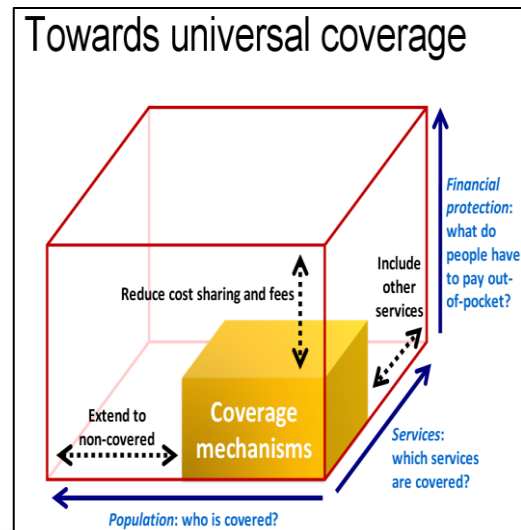 Towards universal coverage
Financial
protection:
what do
people have
to pay out-
of-pocket?
Include
other
services
Reduce cost sharing and fees
Extend to
non-covered
Coverage
mechanisms
Services:
which services
are covered?
Population: who is covered?